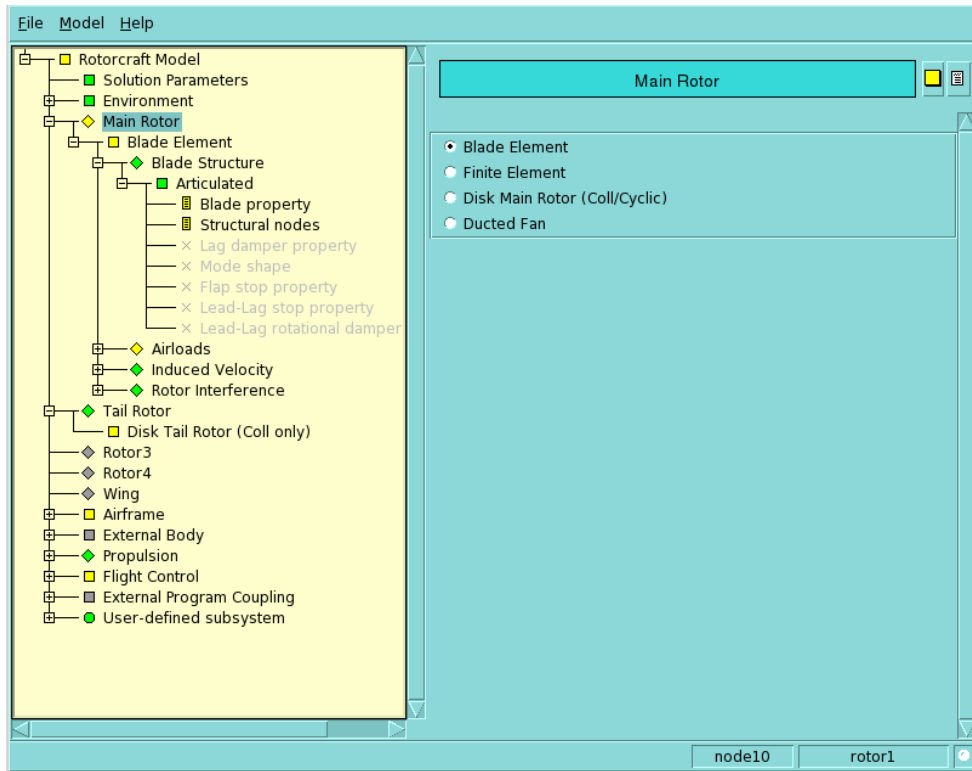 File Model Help
Rotorcraft Model
Solution Parameters
Environment
Main Rotor
Blade Element
Blade Structure
Articulated
Blade property
Structural nodes
Lag damper property
Mode shape
Flap stop property
Lead-Lag stop property
Lead-Lag rotational damper
Airloads
Induced Velocity
Rotor Interference
Tail Rotor
Disk Tail Rotor (Coll only)
Rotor3
Rotor4
Wing
Airframe
External Body
Propulsion
Flight Control
External Program Coupling
User-defined subsystem
Main Rotor
Blade Element
Finite Element
Disk Main Rotor (Coll/Cyclic)
Ducted Fan
node10
rotor1